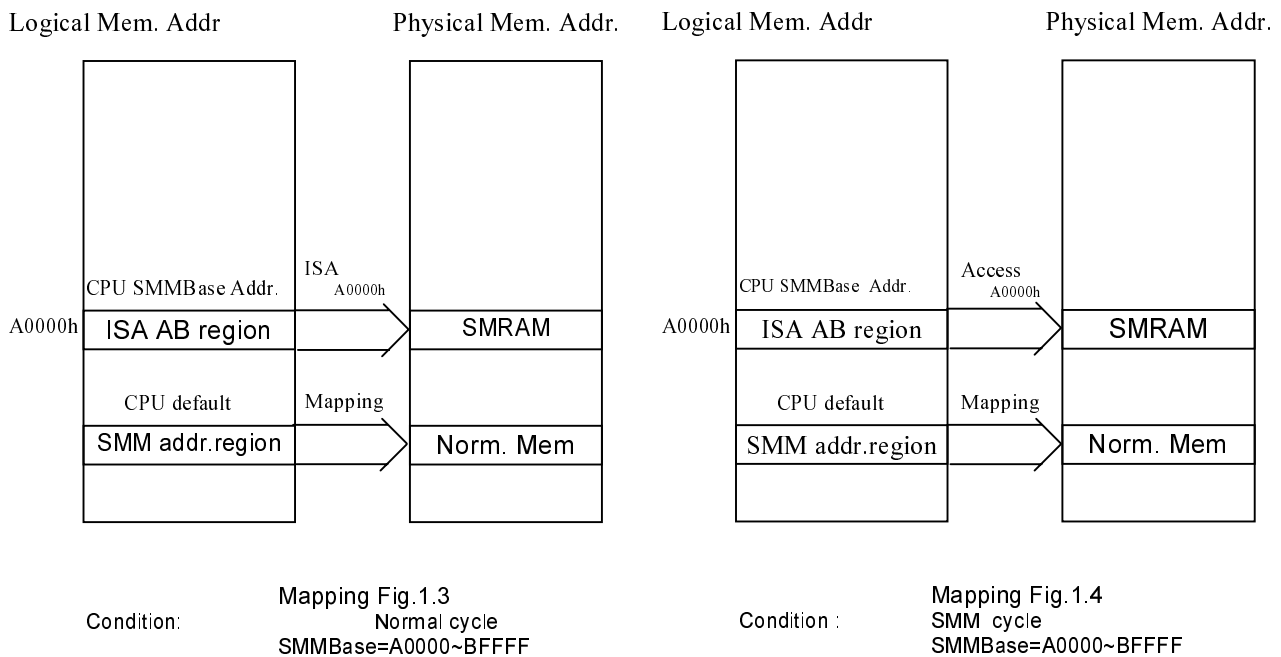 Logical Mem. Addr
Physical Mem. Addr.
ISA
A0000h
CPU SMMBase Addr.
A0000h
ISA AB region
SMRAM
CPU default
Mapping
SMM addr.region
Norm. Mem
Mapping Fig.1.3
Condition:
Normal cycle
SMMBase=A0000~BFFFF
Logical Mem. Addr
Physical Mem. Addr.
Access
A0000h
CPU SMMBase Addr.
A0000h
ISA AB region
SMRAM
CPU default
Mapping
SMM addr.region
Norm. Mem
Mapping Fig.1.4
Condition :
SMM cycle
SMMBase=A0000~BFFFF